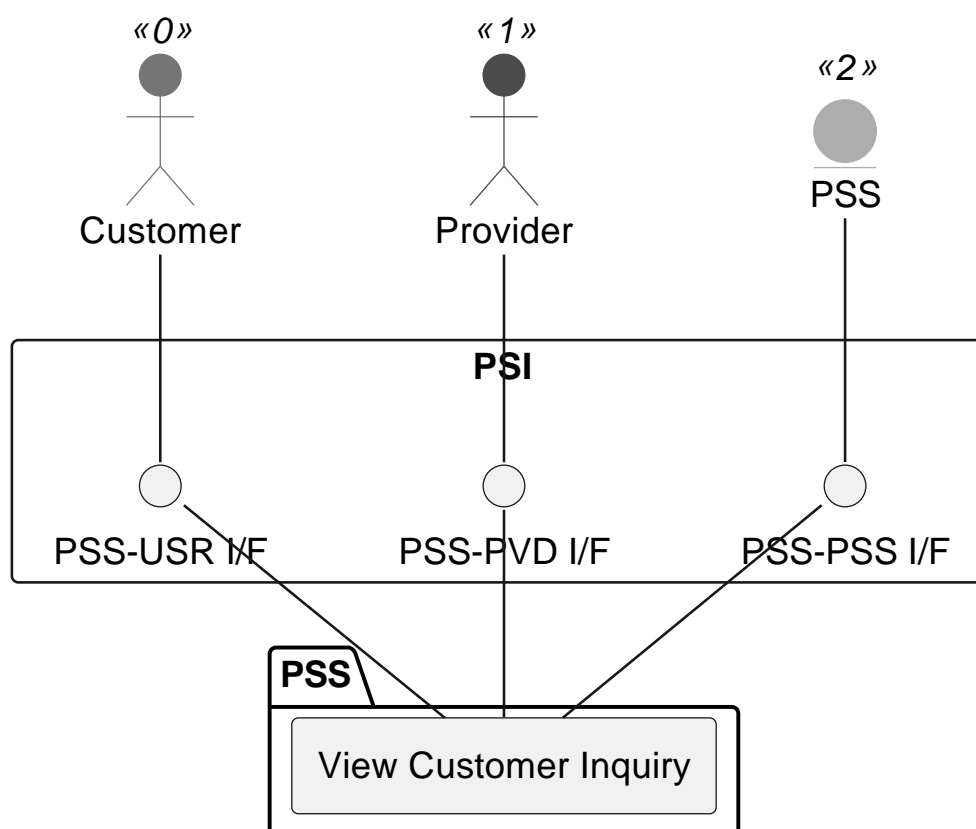 «0»
«1»
«2»
Customer
Provider
PSS
PSI
PSS-USR I/F
PSS-PVD I/F
PSS-PSS I/F
PSS
View Customer Inquiry